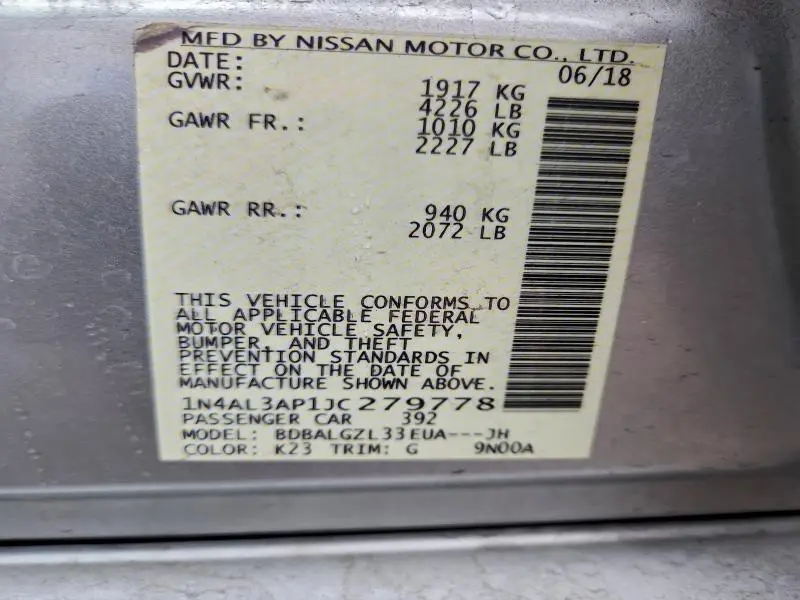 MFD BY NISSAN MOTOR CO., LTD.
DATE: 06/18
GVWR: 1917 KG
4226 LB
GAWR FR.: 1010 KG
2227 LB
GAWR RR.: 940 KG
2072 LB
THIS VEHICLE CONFORMS TO
ALL APPLICABLE FEDERAL
MOTOR VEHICLE SAFETY,
BUMPER, AND THEFT
PREVENTION STANDARDS IN
EFFECT ON THE DATE OF
MANUFACTURE SHOWN ABOVE.
1N4AL3AP1JC279778
PASSENGER CAR 392
MODEL: BDBALGZL33EUA---JH
COLOR: K23 TRIM: G 9N00A